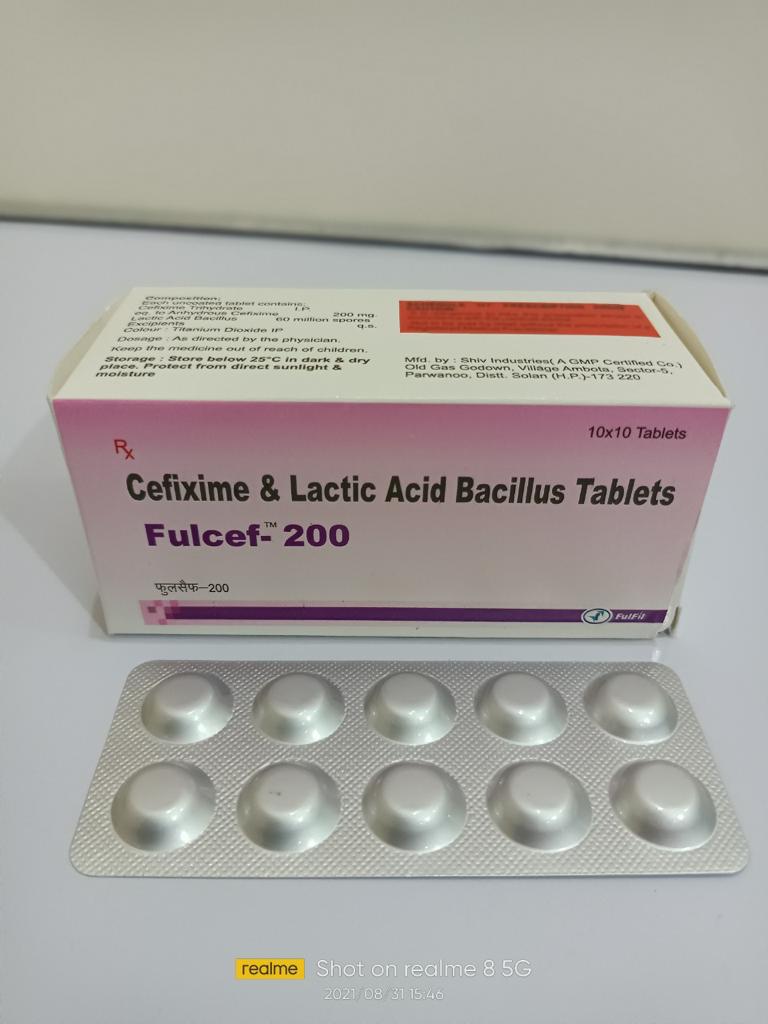 Composition:
Each uncoated tablet contains:
Cefixime Trihydrate I.P
eq. to Anhydrous Cefixime 200 mg.
Lactic Acid Bacillus 60 million spores
Excipients q.s.
Colour : Titanium Dioxide IP
Dosage : As directed by the physician.
Keep the medicine out of reach of children.
Storage : Store below 25°C in dark & dry
place. Protect from direct sunlight &
moisture
Mfd. by : Shiv Industries( A GMP Certified Co.)
Old Gas Godown, Village Ambota, Sector-5,
Parwanoo, Distt. Solan (H.P.)-173 220
10x10 Tablets
Rx
Cefixime & Lactic Acid Bacillus Tablets
Fulcef-™ 200
फुलसैफ–200
FulFil
realme Shot on realme 8 5G
2021/08/31 15:46